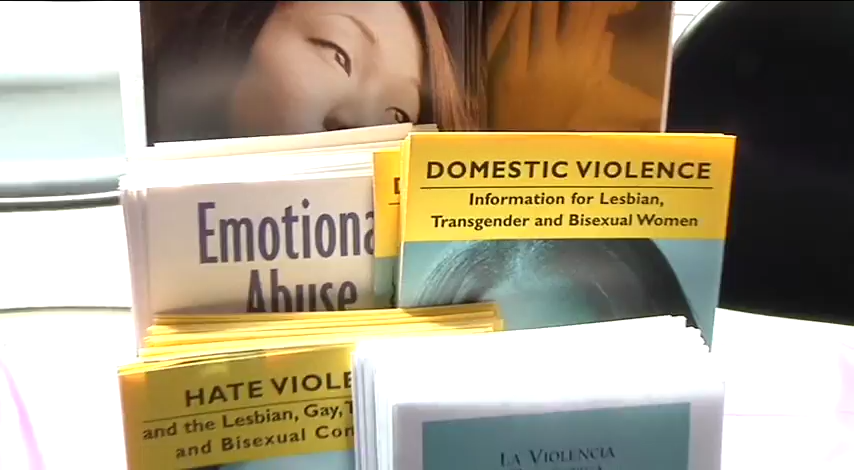 DOMESTIC VIOLENCE
Information for Lesbian,
Transgender and Bisexual Women
Emotiona
Abuse
HATE VIOLE
and the Lesbian, Gay, T
and Bisexual Con
LA VIOLENCIA